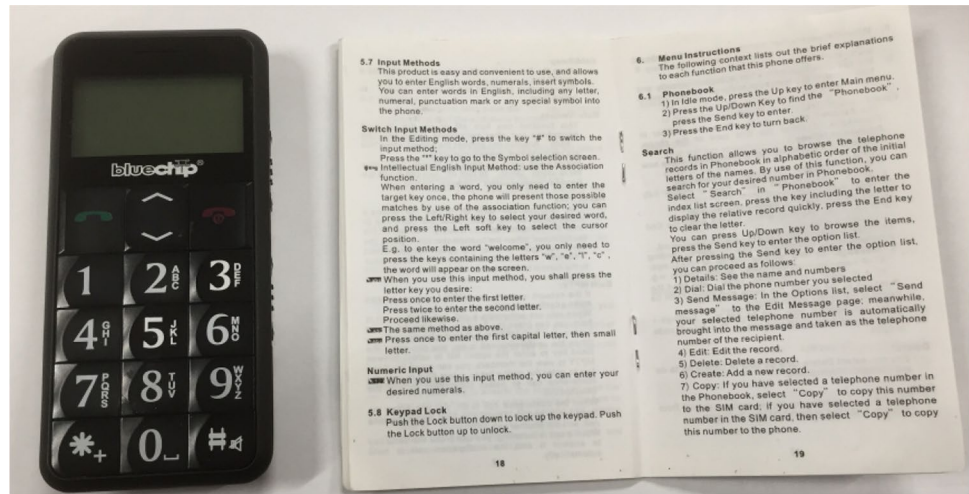 bluechip®
1
2 ABC
3 DEF
4 GHI
5 JKL
6 MNO
7 PQRS
8 TUV
9 WXYZ
*+
0
#
5.7 Input Methods
This product is easy and convenient to use, and allows
you to enter English words, numerals, insert symbols.
You can enter words in English, including any letter,
numeral, punctuation mark or any special symbol into
the phone.
Switch Input Methods
In the Editing mode, press the key "#" to switch the
input method;
Press the "*" key to go to the Symbol selection screen.
Intellectual English Input Method: use the Association
function.
When entering a word, you only need to enter the
target key once, the phone will present those possible
matches by use of the association function; you can
press the Left/Right key to select your desired word,
and press the Left soft key to select the cursor
position.
E.g. to enter the word "welcome", you only need to
press the keys containing the letters "w", "e", "l", "c" ,
the word will appear on the screen.
When you use this input method, you shall press the
letter key you desire:
Press once to enter the first letter.
Press twice to enter the second letter.
Proceed likewise.
The same method as above.
Press once to enter the first capital letter, then small
letter.
Numeric Input
When you use this input method, you can enter your
desired numerals.
5.8 Keypad Lock
Push the Lock button down to lock up the keypad. Push
the Lock button up to unlock.
18
6. Menu Instructions
The following context lists out the brief explanations
to each function that this phone offers.
6.1 Phonebook
1) In Idle mode, press the Up key to enter Main menu.
2) Press the Up/Down Key to find the "Phonebook" ,
press the Send key to enter.
3) Press the End key to turn back.
Search
This function allows you to browse the telephone
records in Phonebook in alphabetic order of the initial
letters of the names. By use of this function, you can
search for your desired number in Phonebook.
Select "Search" in "Phonebook" to enter the
index list screen, press the key including the letter to
display the relative record quickly, press the End key
to clear the letter.
You can press Up/Down key to browse the items,
press the Send key to enter the option list.
After pressing the Send key to enter the option list,
you can proceed as follows:
1) Details: See the name and numbers
2) Dial: Dial the phone number you selected
3) Send Message: In the Options list, select "Send
message" to the Edit Message page; meanwhile,
your selected telephone number is automatically
brought into the message and taken as the telephone
number of the recipient.
4) Edit: Edit the record.
5) Delete: Delete a record.
6) Create: Add a new record.
7) Copy: If you have selected a telephone number in
the Phonebook, select "Copy" to copy this number
to the SIM card; if you have selected a telephone
number in the SIM card, then select "Copy" to copy
this number to the phone.
19